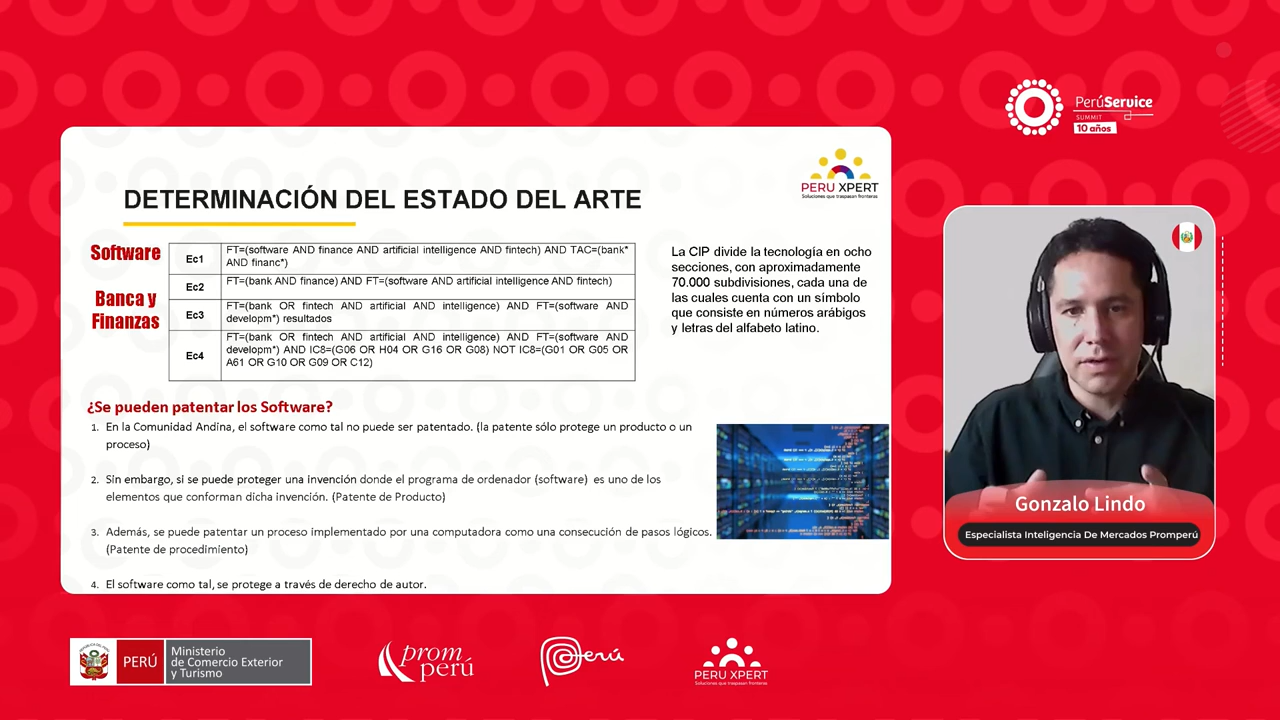 PerúService
SUMMIT
10 años
PERU XPERT
Soluciones que traspasan fronteras
DETERMINACIÓN DEL ESTADO DEL ARTE
Software
Banca y
Finanzas
Ec1
FT=(software AND finance AND artificial intelligence AND fintech) AND TAC=(bank*
AND financ*)
Ec2
FT=(bank AND finance) AND FT=(software AND artificial intelligence AND fintech)
Ec3
FT=(bank OR fintech AND artificial AND intelligence) AND FT=(software AND
developm*) resultados
Ec4
FT=(bank OR fintech AND artificial AND intelligence) AND FT=(software AND
developm*) AND IC8=(G06 OR H04 OR G16 OR G08) NOT IC8=(G01 OR G05 OR
A61 OR G10 OR G09 OR C12)
La CIP divide la tecnología en ocho
secciones, con aproximadamente
70.000 subdivisiones, cada una de
las cuales cuenta con un símbolo
que consiste en números arábigos
y letras del alfabeto latino.
¿Se pueden patentar los Software?
1. En la Comunidad Andina, el software como tal no puede ser patentado. (la patente sólo protege un producto o un
proceso)
2. Sin embargo, si se puede proteger una invención donde el programa de ordenador (software) es uno de los
elementos que conforman dicha invención. (Patente de Producto)
3. Además, se puede patentar un proceso implementado por una computadora como una consecución de pasos lógicos.
(Patente de procedimiento)
4. El software como tal, se protege a través de derecho de autor.
Gonzalo Lindo
Especialista Inteligencia De Mercados Promperú
PERÚ
Ministerio
de Comercio Exterior
y Turismo
prom
perú
Perú
PERU XPERT
Soluciones que traspasan fronteras